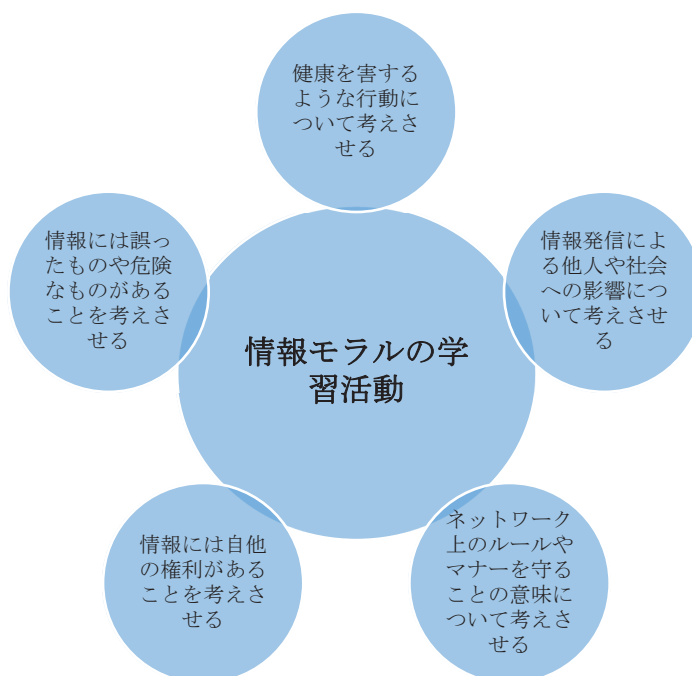 健康を害する
ような行動に
ついて考えさ
せる
情報発信によ
る他人や社会
への影響につ
いて考えさせ
る
ネットワーク
上のルールや
マナーを守る
ことの意味に
ついて考えさ
せる
情報には自他
の権利がある
ことを考えさ
せる
情報には誤っ
たものや危険
なものがある
ことを考えさ
せる
情報モラルの学
習活動